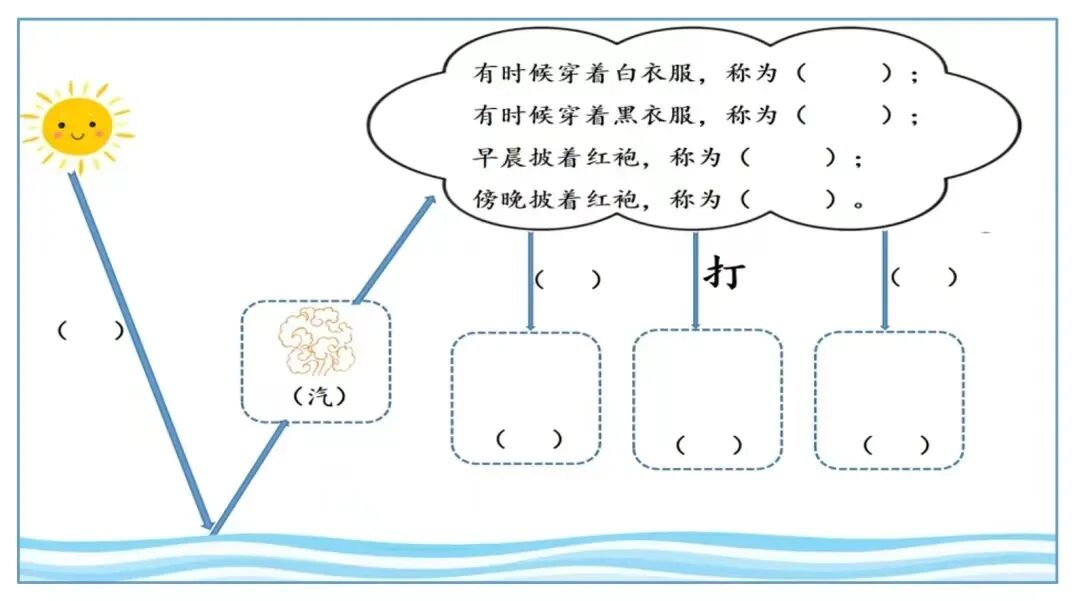 有时候穿着白衣服，称为（　　）；
有时候穿着黑衣服，称为（　　）；
早晨披着红袍，称为（　　）；
傍晚披着红袍，称为（　　）。
（　　）
打
（　　）
（　　）
（汽）
（　　）
（　　）
（　　）